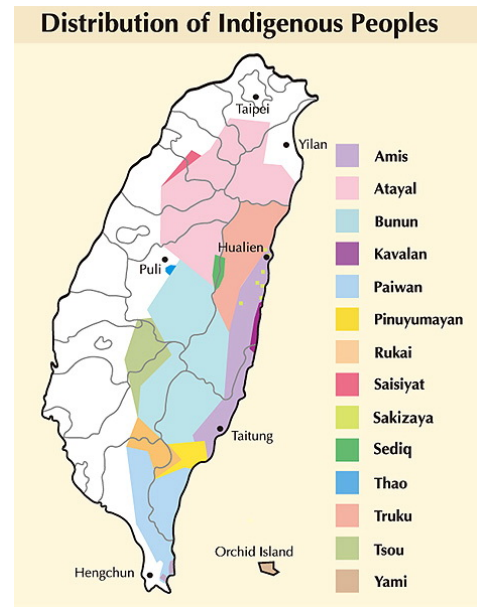 Distribution of Indigenous Peoples
Taipei
Yilan
Hualien
Puli
Taitung
Orchid Island
Hengchun
Amis
Atayal
Bunun
Kavalan
Paiwan
Pinuyumayan
Rukai
Saisiyat
Sakizaya
Sediq
Thao
Truku
Tsou
Yami